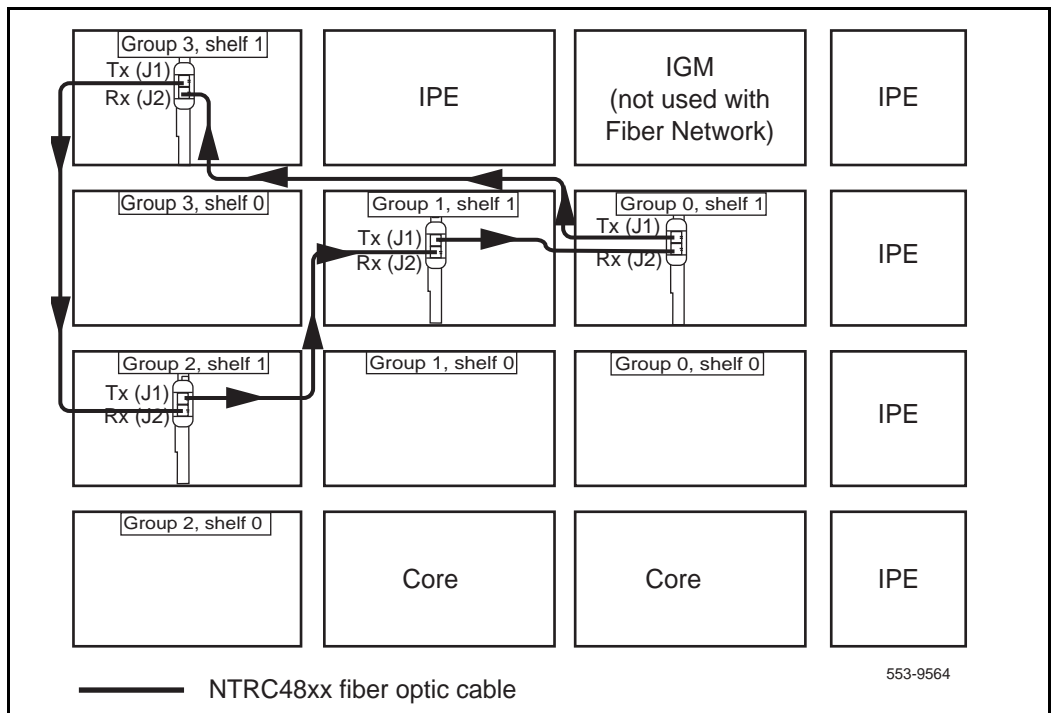 Group 3, shelf 1
Tx (J1)
Rx (J2)
IPE
IGM
(not used with
Fiber Network)
IPE
Group 3, shelf 0
Group 1, shelf 1
Tx (J1)
Rx (J2)
Group 0, shelf 1
Tx (J1)
Rx (J2)
IPE
Group 2, shelf 1
Tx (J1)
Rx (J2)
Group 1, shelf 0
Group 0, shelf 0
IPE
Group 2, shelf 0
Core
Core
IPE
553-9564
NTRC48xx fiber optic cable